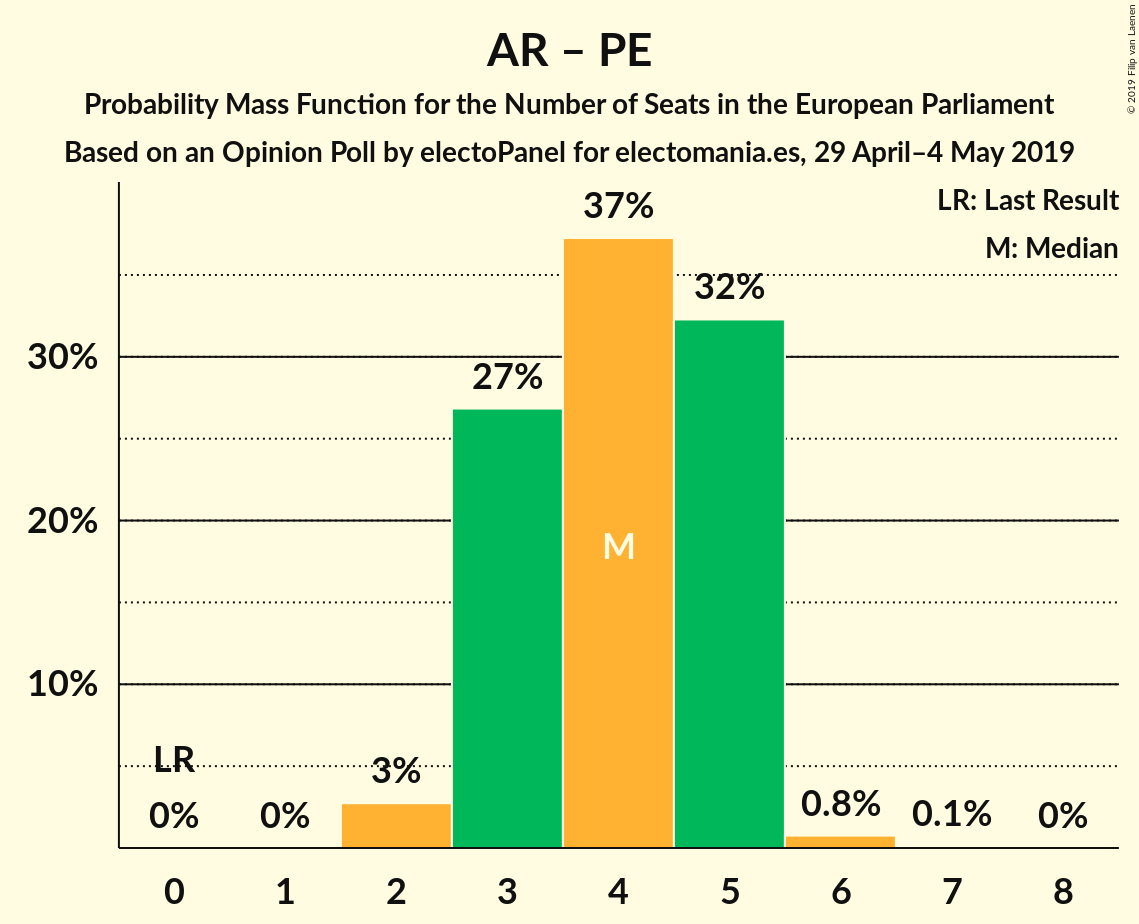 AR – PE
Probability Mass Function for the Number of Seats in the European Parliament
Based on an Opinion Poll by electoPanel for electomania.es, 29 April–4 May 2019
© 2019 Filip van Laenen
LR: Last Result
M: Median
37%
32%
30%
27%
20%
M
10%
LR
3%
0%
0%
0.8%
0.1%
0%
0 1 2 3 4 5 6 7 8